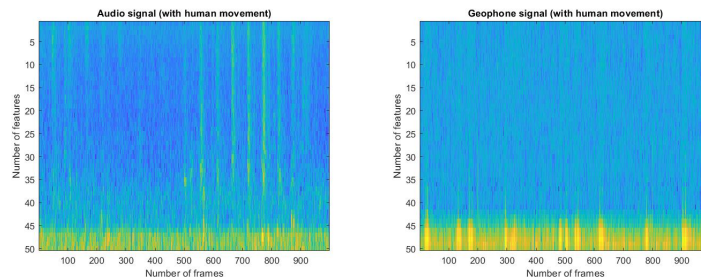 Audio signal (with human movement)
Number of features
5
10
15
20
25
30
35
40
45
50
100 200 300 400 500 600 700 800 900
Number of frames
Geophone signal (with human movement)
Number of features
5
10
15
20
25
30
35
40
45
50
100 200 300 400 500 600 700 800 900
Number of frames